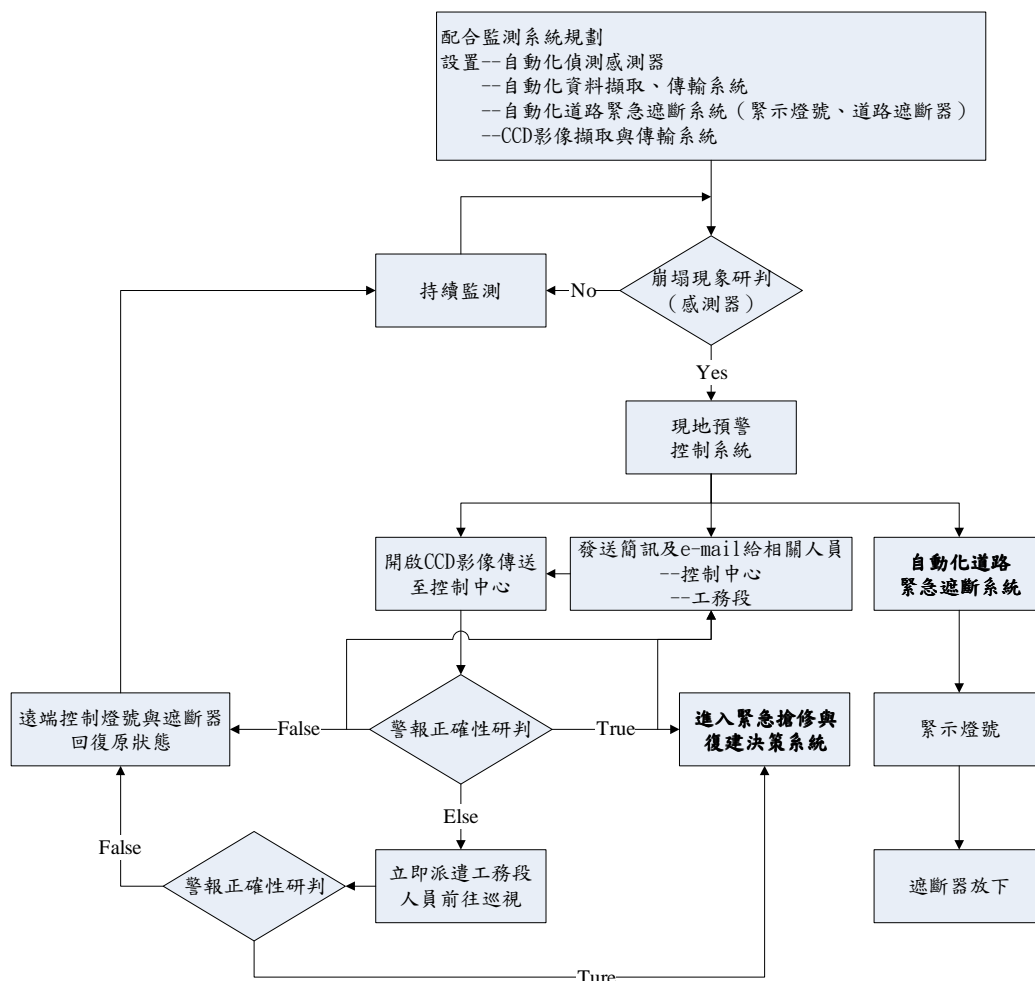 配合監測系統規劃
設置--自動化偵測感測器
--自動化資料擷取、傳輸系統
--自動化道路緊急遮斷系統（緊示燈號、道路遮斷器）
--CCD影像擷取與傳輸系統
持續監測
No
崩塌現象研判
（感測器）
Yes
現地預警
控制系統
開啟CCD影像傳送
至控制中心
發送簡訊及e-mail給相關人員
--控制中心
--工務段
自動化道路
緊急遮斷系統
遠端控制燈號與遮斷器
回復原狀態
False
警報正確性研判
True
進入緊急搶修與
復建決策系統
緊示燈號
Else
False
警報正確性研判
立即派遣工務段
人員前往巡視
遮斷器放下
Ture